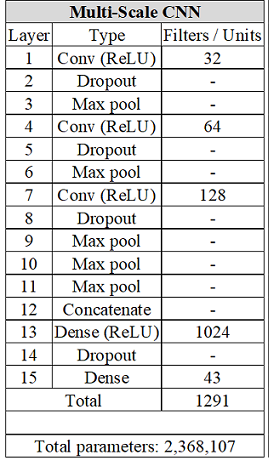 Multi-Scale CNN
Layer Type Filters / Units
1 Conv (ReLU) 32
2 Dropout -
3 Max pool -
4 Conv (ReLU) 64
5 Dropout -
6 Max pool -
7 Conv (ReLU) 128
8 Dropout -
9 Max pool -
10 Max pool -
11 Max pool -
12 Concatenate -
13 Dense (ReLU) 1024
14 Dropout -
15 Dense 43
Total 1291
Total parameters: 2,368,107